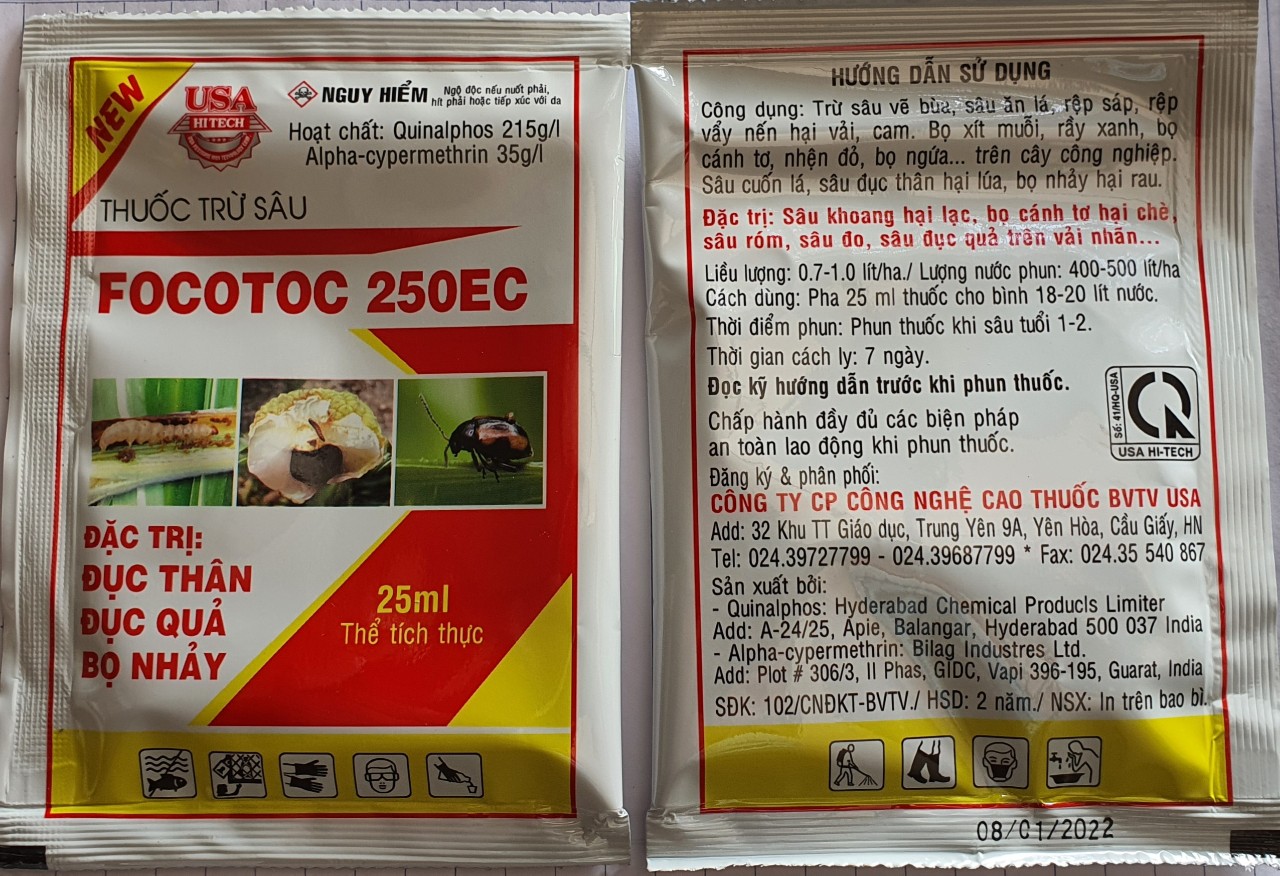 NEW
USA
HI TECH
NGUY HIỂM
Ngộ độc nếu nuốt phải,
hít phải hoặc tiếp xúc với da
Hoạt chất: Quinalphos 215g/l
Alpha-cypermethrin 35g/l
THUỐC TRỪ SÂU
FOCOTOC 250EC
ĐẶC TRỊ:
ĐỤC THÂN
ĐỤC QUẢ
BỌ NHẢY
25ml
Thể tích thực
HƯỚNG DẪN SỬ DỤNG
Công dụng: Trừ sâu vẽ bùa, sâu ăn lá, rệp sáp, rệp
vẩy nến hại vải, cam. Bọ xít muỗi, rầy xanh, bọ
cánh tơ, nhện đỏ, bọ ngứa... trên cây công nghiệp.
Sâu cuốn lá, sâu đục thân hại lúa, bọ nhảy hại rau.
Đặc trị: Sâu khoang hại lạc, bọ cánh tơ hại chè,
sâu róm, sâu đo, sâu đục quả trên vải nhãn...
Liều lượng: 0.7-1.0 lít/ha./ Lượng nước phun: 400-500 lít/ha
Cách dùng: Pha 25 ml thuốc cho bình 18-20 lít nước.
Thời điểm phun: Phun thuốc khi sâu tuổi 1-2.
Thời gian cách ly: 7 ngày.
Đọc kỹ hướng dẫn trước khi phun thuốc.
Chấp hành đầy đủ các biện pháp
an toàn lao động khi phun thuốc.
Số: 41/HQ-USA
USA HI-TECH
Đăng ký & phân phối:
CÔNG TY CP CÔNG NGHỆ CAO THUỐC BVTV USA
Add: 32 Khu TT Giáo dục, Trung Yên 9A, Yên Hòa, Cầu Giấy, HN
Tel: 024.39727799 - 024.39687799 * Fax: 024.35 540 867
Sản xuất bởi:
- Quinalphos: Hyderabad Chemical Producls Limiter
Add: A-24/25, Apie, Balangar, Hyderabad 500 037 India
- Alpha-cypermethrin: Bilag Industres Ltd.
Add: Plot # 306/3, II Phas, GIDC, Vapi 396-195, Guarat, India
SĐK: 102/CNĐKT-BVTV./ HSD: 2 năm./ NSX: In trên bao bì.
08/01/2022